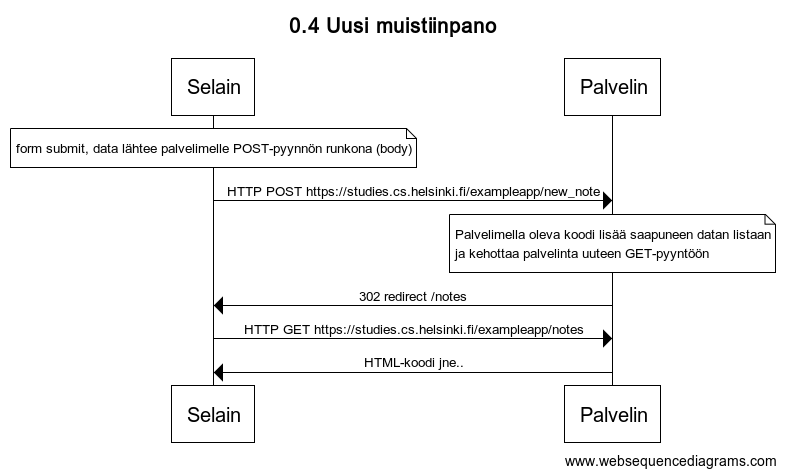 0.4 Uusi muistiinpano
Selain
Palvelin
form submit, data lähtee palvelimelle POST-pyynnön runkona (body)
HTTP POST https://studies.cs.helsinki.fi/exampleapp/new_note
Palvelimella oleva koodi lisää saapuneen datan listaan
ja kehottaa palvelinta uuteen GET-pyyntöön
302 redirect /notes
HTTP GET https://studies.cs.helsinki.fi/exampleapp/notes
HTML-koodi jne..
Selain
Palvelin
www.websequencediagrams.com